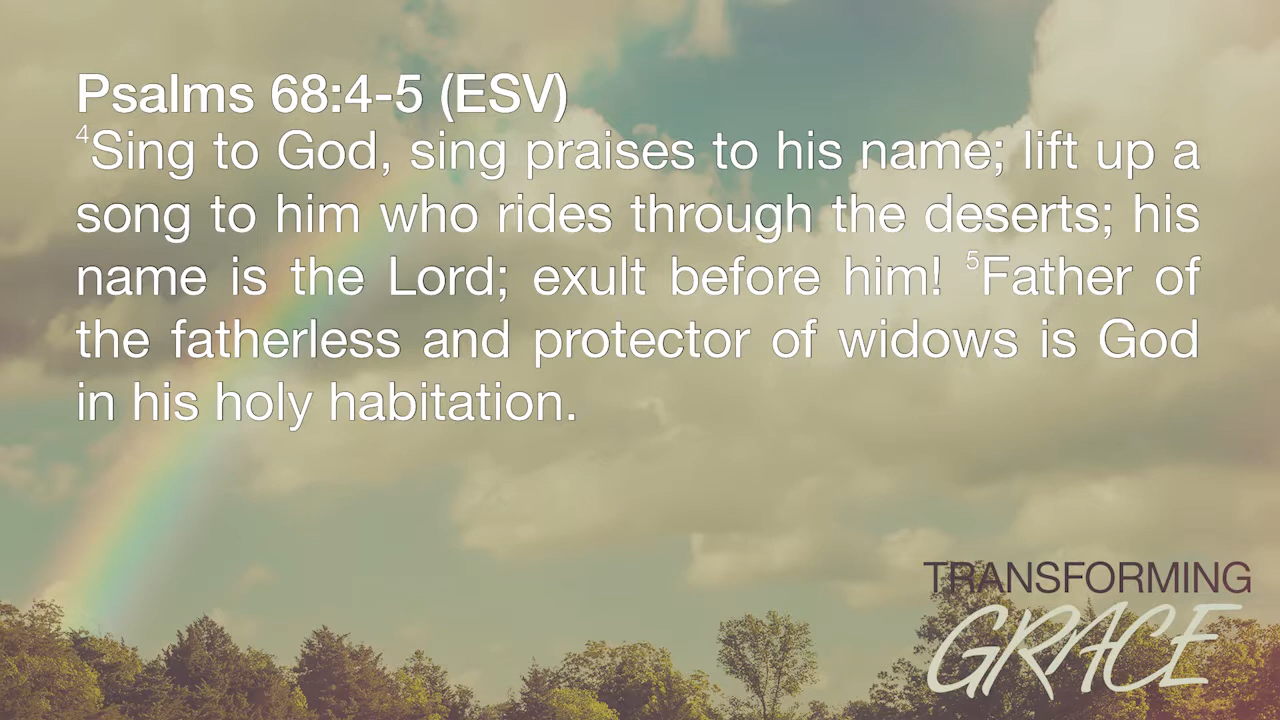 Psalms 68:4-5 (ESV)
⁴Sing to God, sing praises to his name; lift up a
song to him who rides through the deserts; his
name is the Lord; exult before him! ⁵Father of
the fatherless and protector of widows is God
in his holy habitation.
TRANSFORMING
GRACE